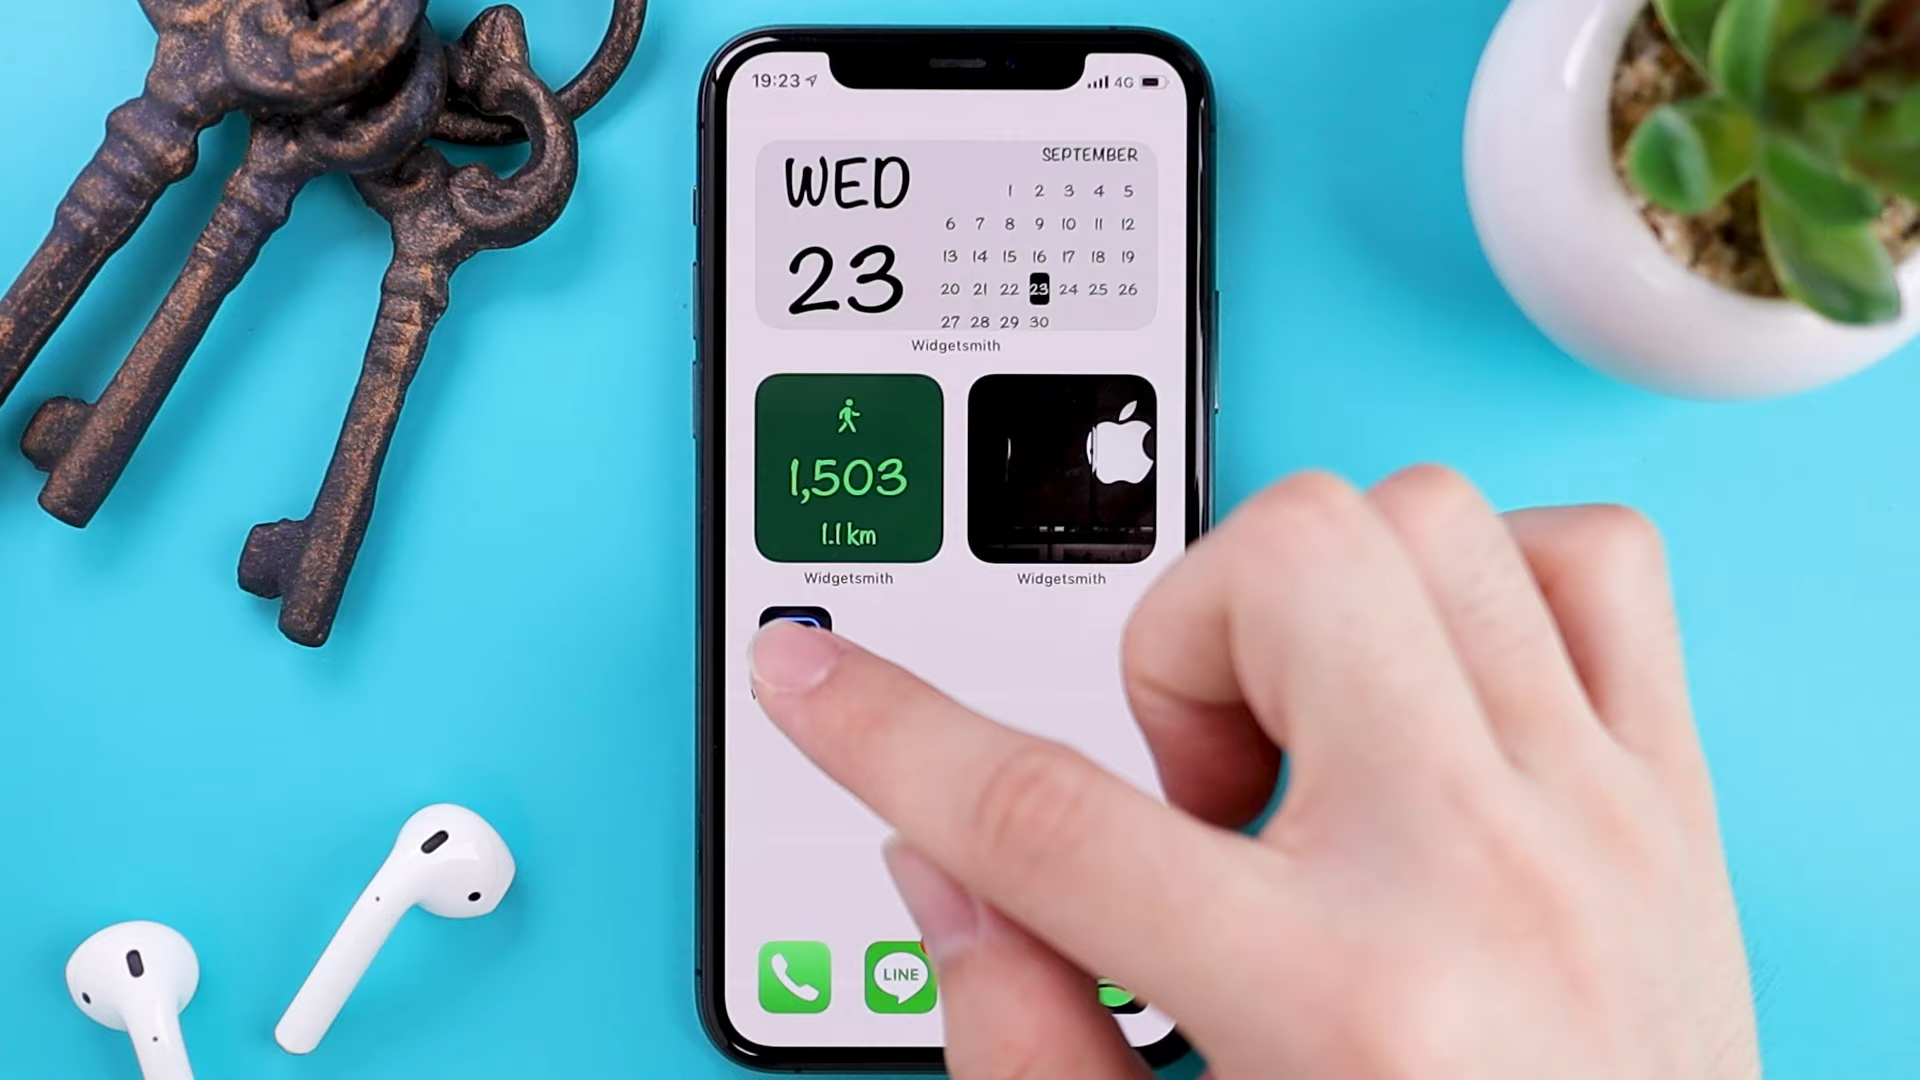 19:23 4G
WED
23
SEPTEMBER
1 2 3 4 5
6 7 8 9 10 11 12
13 14 15 16 17 18 19
20 21 22 23 24 25 26
27 28 29 30
Widgetsmith
1,503
1.1 km
Widgetsmith
Widgetsmith
LINE